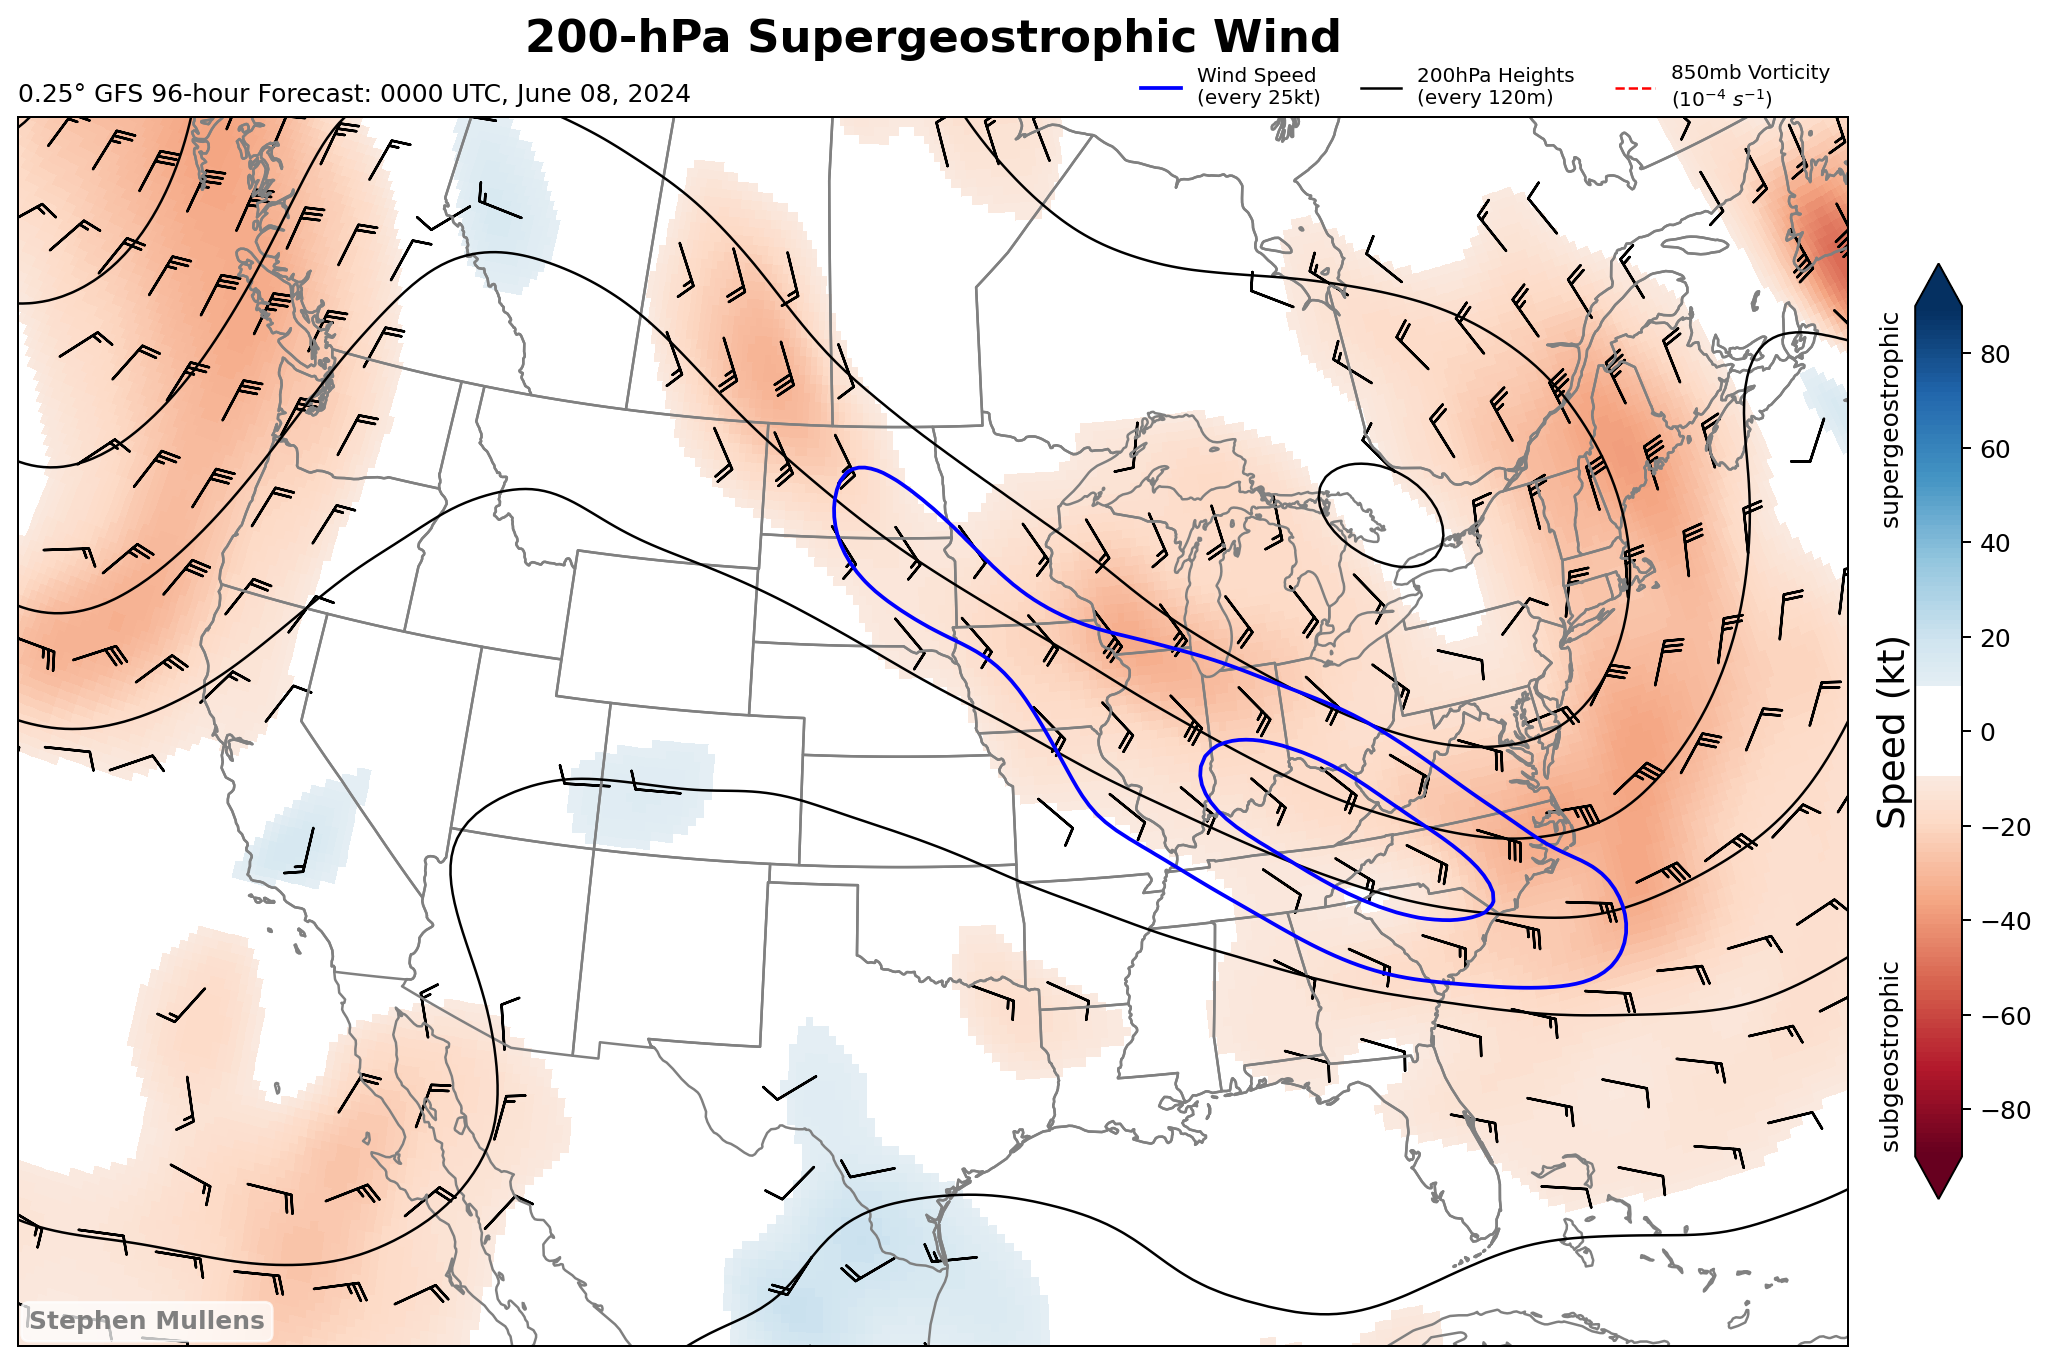 200-hPa Supergeostrophic Wind
0.25° GFS 96-hour Forecast: 0000 UTC, June 08, 2024
Wind Speed
(every 25kt)
200hPa Heights
(every 120m)
850mb Vorticity
(10⁻⁴ s⁻¹)
supergeostrophic
Speed (kt)
subgeostrophic
80
60
40
20
0
−20
−40
−60
−80
Stephen Mullens